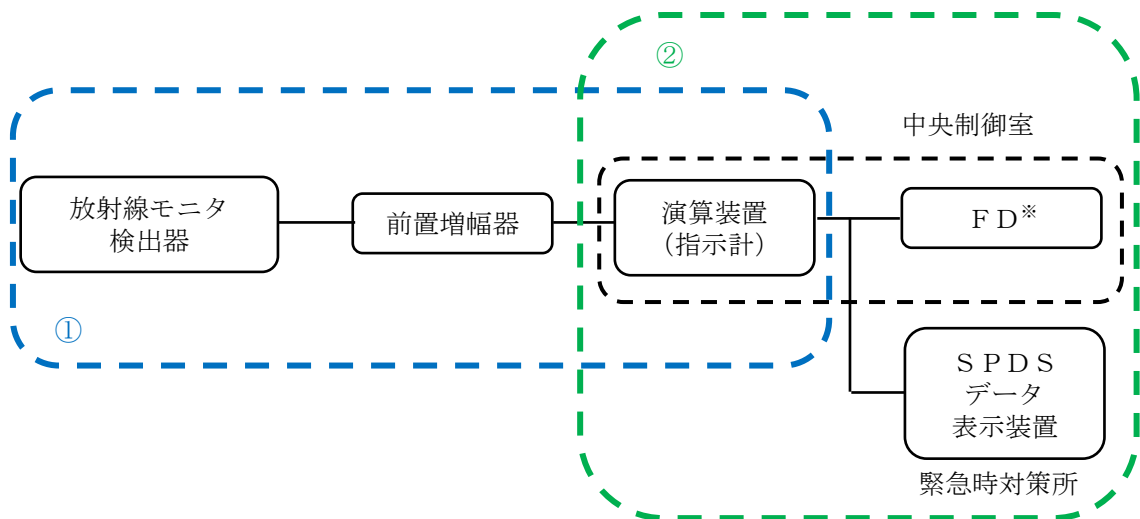 ②
中央制御室
放射線モニタ
検出器
前置増幅器
演算装置
（指示計）
ＦＤ※
①
ＳＰＤＳ
データ
表示装置
緊急時対策所